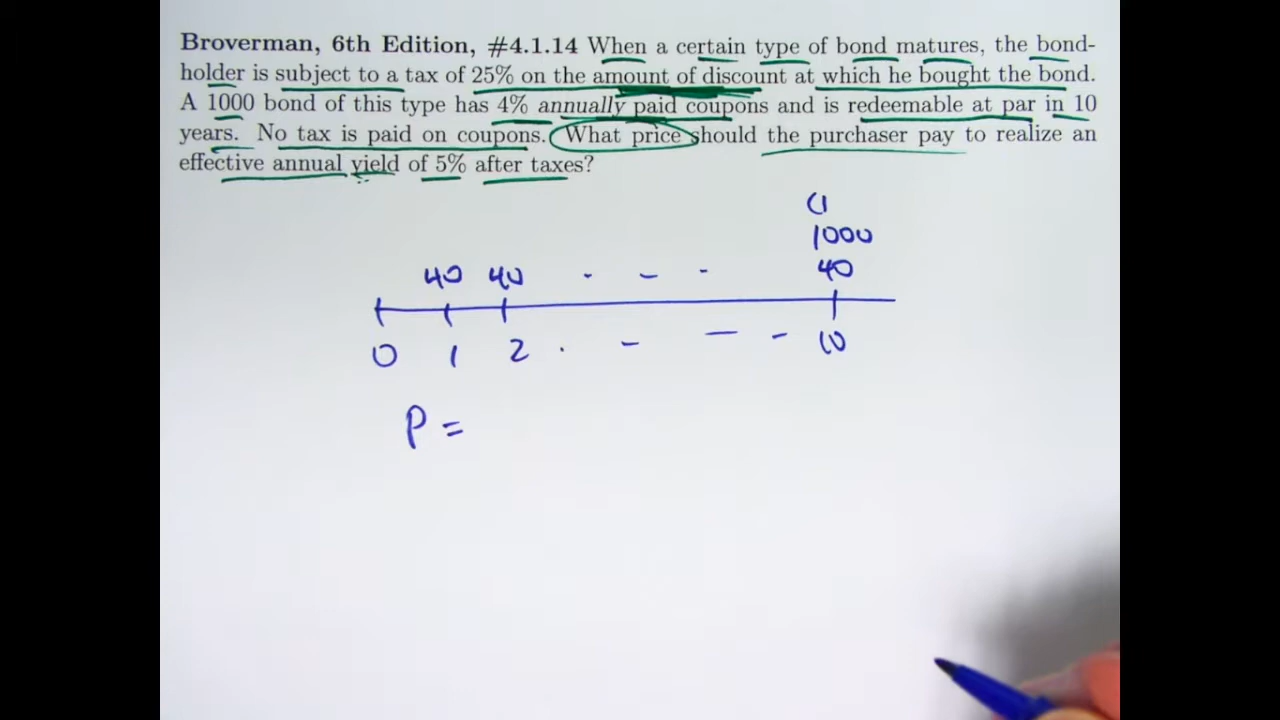 Broverman, 6th Edition, #4.1.14 When a certain type of bond matures, the bond-
holder is subject to a tax of 25% on the amount of discount at which he bought the bond.
A 1000 bond of this type has 4% annually paid coupons and is redeemable at par in 10
years. No tax is paid on coupons. What price should the purchaser pay to realize an
effective annual yield of 5% after taxes?
1000
40 40 . - . 40
0 1 2 . - - - 10
P =